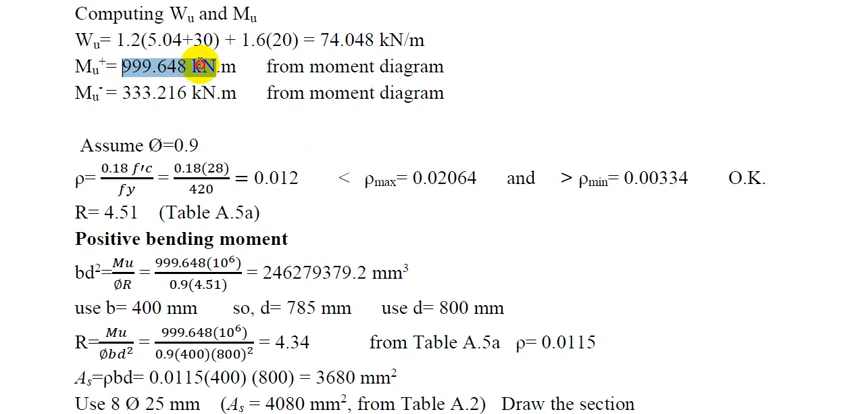 Computing Wu and Mu
Wu= 1.2(5.04+30) + 1.6(20) = 74.048 kN/m
Mu+= 999.648 kN.m from moment diagram
Mu-= 333.216 kN.m from moment diagram
Assume Ø=0.9
ρ= 0.18 f′c / fy = 0.18(28) / 420 = 0.012 < ρmax= 0.02064 and > ρmin= 0.00334 O.K.
R= 4.51 (Table A.5a)
Positive bending moment
bd²= Mu / ØR = 999.648(10⁶) / 0.9(4.51) = 246279379.2 mm³
use b= 400 mm so, d= 785 mm use d= 800 mm
R= Mu / Øbd² = 999.648(10⁶) / 0.9(400)(800)² = 4.34 from Table A.5a ρ= 0.0115
As=ρbd= 0.0115(400) (800) = 3680 mm²
Use 8 Ø 25 mm (As = 4080 mm², from Table A.2) Draw the section